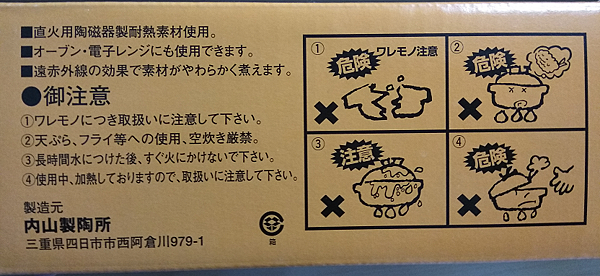 ■直火用陶磁器製耐熱素材使用。
■オーブン・電子レンジにも使用できます。
■遠赤外線の効果で素材がやわらかく煮えます。
●御注意
①ワレモノにつき取扱いに注意して下さい。
②天ぷら、フライ等への使用、空炊き厳禁。
③長時間水につけた後、すぐ火にかけないで下さい。
④使用中、加熱しておりますので、取扱いに注意して下さい。
製造元
内山製陶所
三重県四日市市西阿倉川979-1
箱
① ワレモノ注意
危険
②
危険
③
注意
④
危険